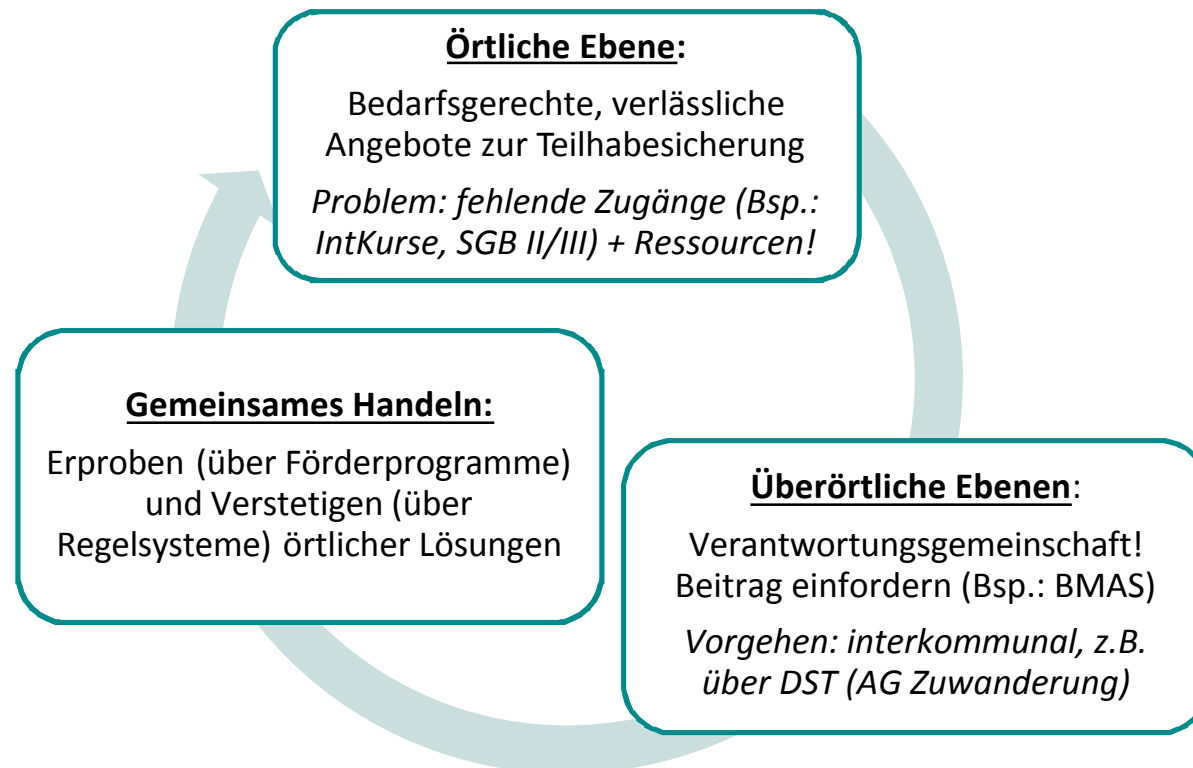 Örtliche Ebene:
Bedarfsgerechte, verlässliche
Angebote zur Teilhabesicherung
Problem: fehlende Zugänge (Bsp.:
IntKurse, SGB II/III) + Ressourcen!
Gemeinsames Handeln:
Erproben (über Förderprogramme)
und Verstetigen (über
Regelsysteme) örtlicher Lösungen
Überörtliche Ebenen:
Verantwortungsgemeinschaft!
Beitrag einfordern (Bsp.: BMAS)
Vorgehen: interkommunal, z.B.
über DST (AG Zuwanderung)